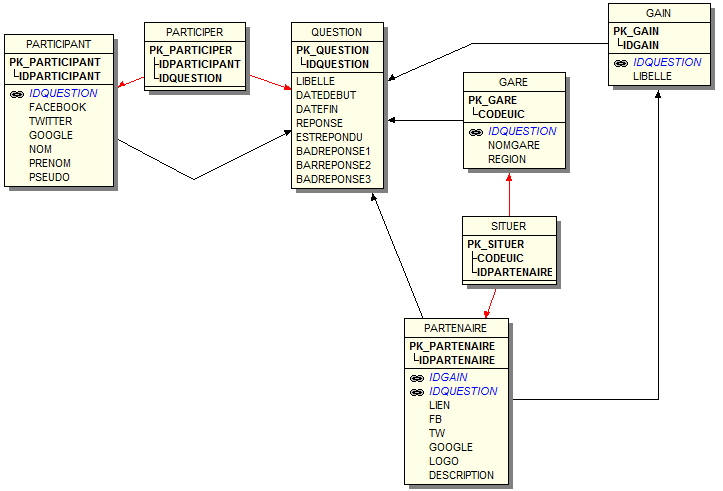 PARTICIPANT
PK_PARTICIPANT
IDPARTICIPANT
IDQUESTION
FACEBOOK
TWITTER
GOOGLE
NOM
PRENOM
PSEUDO
PARTICIPER
PK_PARTICIPER
IDPARTICIPANT
IDQUESTION
QUESTION
PK_QUESTION
IDQUESTION
LIBELLE
DATEDEBUT
DATEFIN
REPONSE
ESTREPONDU
BADREPONSE1
BARREPONSE2
BADREPONSE3
GAIN
PK_GAIN
IDGAIN
IDQUESTION
LIBELLE
GARE
PK_GARE
CODEUIC
IDQUESTION
NOMGARE
REGION
SITUER
PK_SITUER
CODEUIC
IDPARTENAIRE
PARTENAIRE
PK_PARTENAIRE
IDPARTENAIRE
IDGAIN
IDQUESTION
LIEN
FB
TW
GOOGLE
LOGO
DESCRIPTION